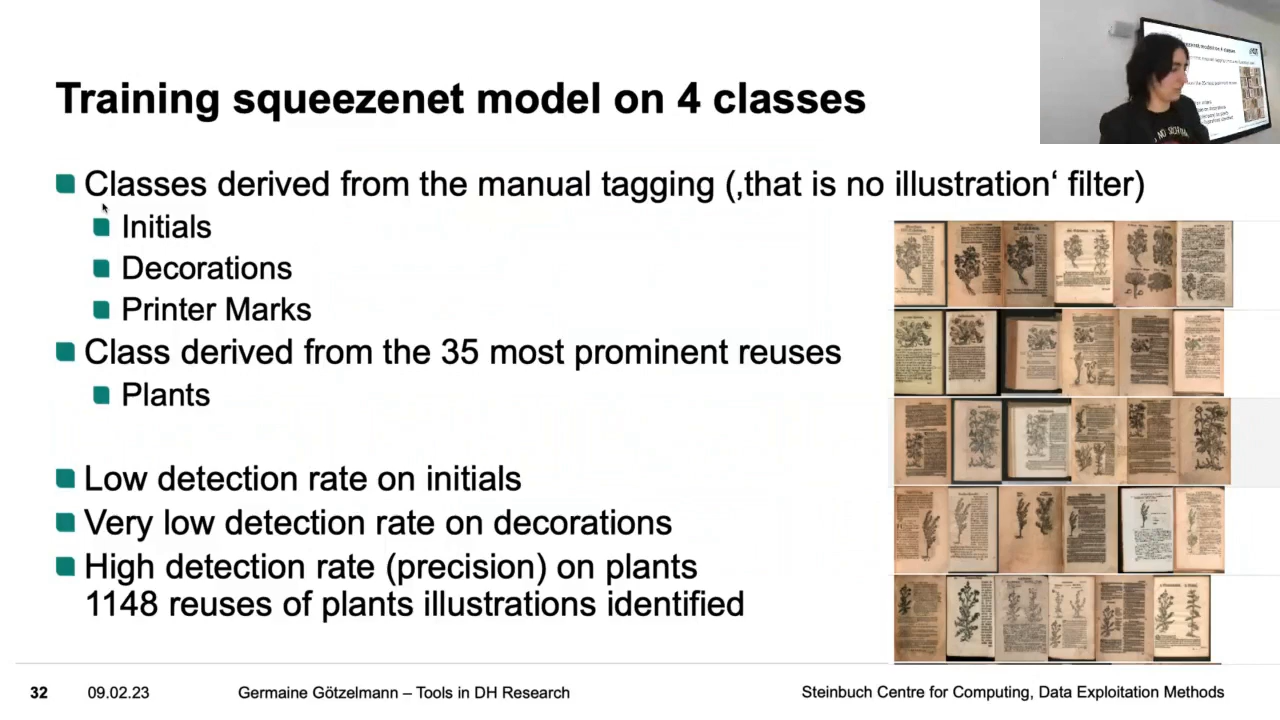 Training squeezenet model on 4 classes
Classes derived from the manual tagging (‚that is no illustration‘ filter)
Initials
Decorations
Printer Marks
Class derived from the 35 most prominent reuses
Plants
Low detection rate on initials
Very low detection rate on decorations
High detection rate (precision) on plants
1148 reuses of plants illustrations identified
32
09.02.23
Germaine Götzelmann – Tools in DH Research
Steinbuch Centre for Computing, Data Exploitation Methods